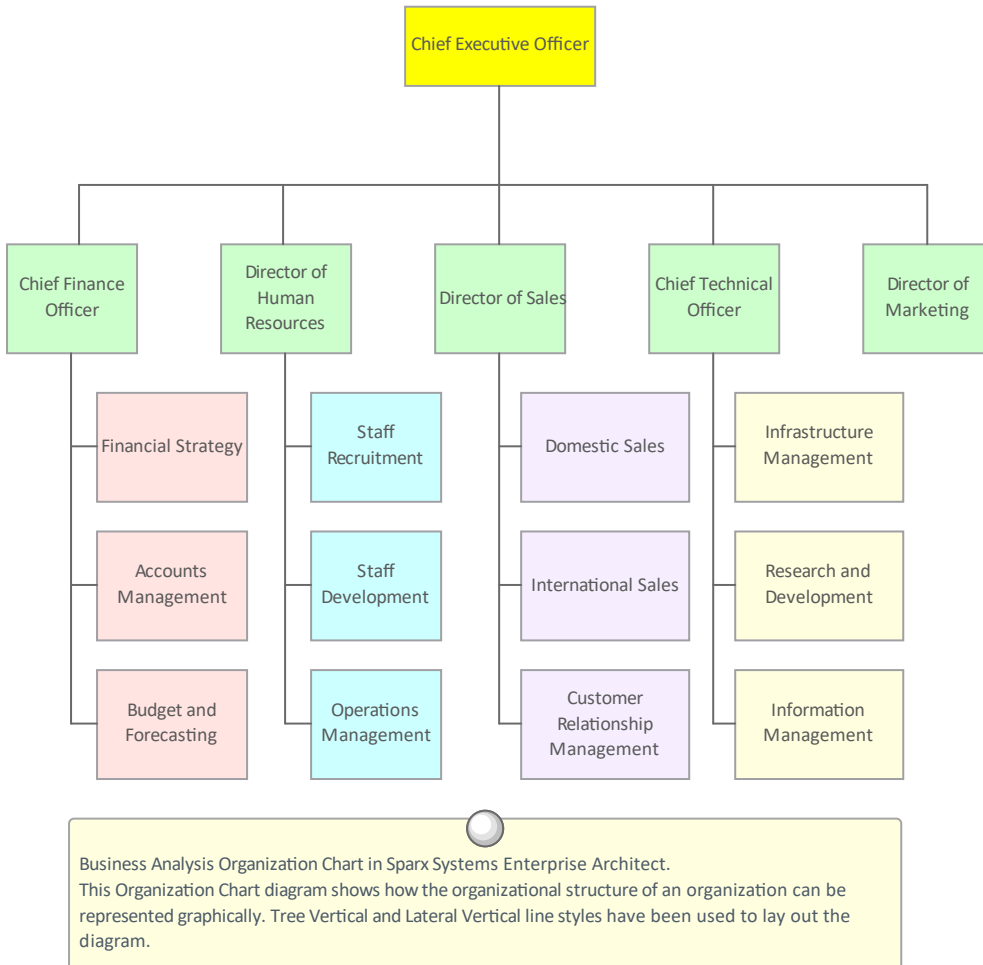 Chief Executive Officer
Chief Finance
Officer
Director of
Human
Resources
Director of Sales
Chief Technical
Officer
Director of
Marketing
Financial Strategy
Staff
Recruitment
Domestic Sales
Infrastructure
Management
Accounts
Management
Staff
Development
International Sales
Research and
Development
Budget and
Forecasting
Operations
Management
Customer
Relationship
Management
Information
Management
Business Analysis Organization Chart in Sparx Systems Enterprise Architect.
This Organization Chart diagram shows how the organizational structure of an organization can be
represented graphically. Tree Vertical and Lateral Vertical line styles have been used to lay out the
diagram.